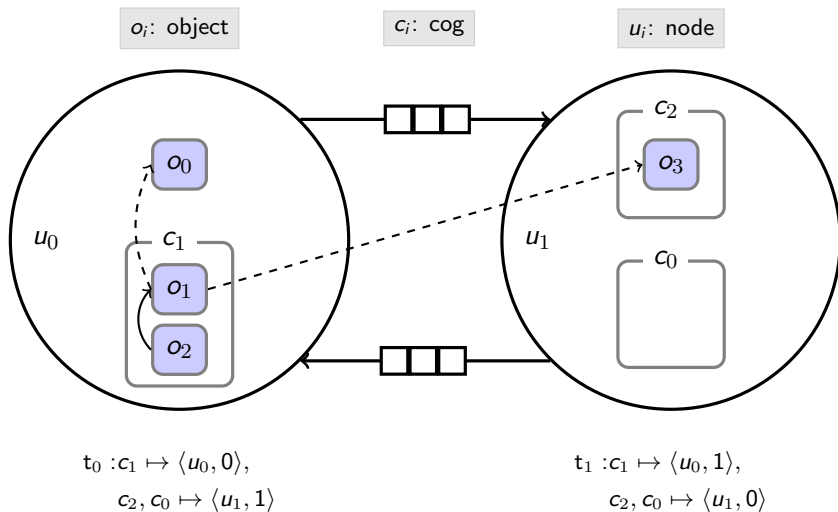 oᵢ: object
cᵢ: cog
uᵢ: node
c₂
o₀
o₃
u₀
c₁
u₁
c₀
o₁
o₂
t₀ :c₁ ↦ ⟨u₀, 0⟩,
c₂, c₀ ↦ ⟨u₁, 1⟩
t₁ :c₁ ↦ ⟨u₀, 1⟩,
c₂, c₀ ↦ ⟨u₁, 0⟩